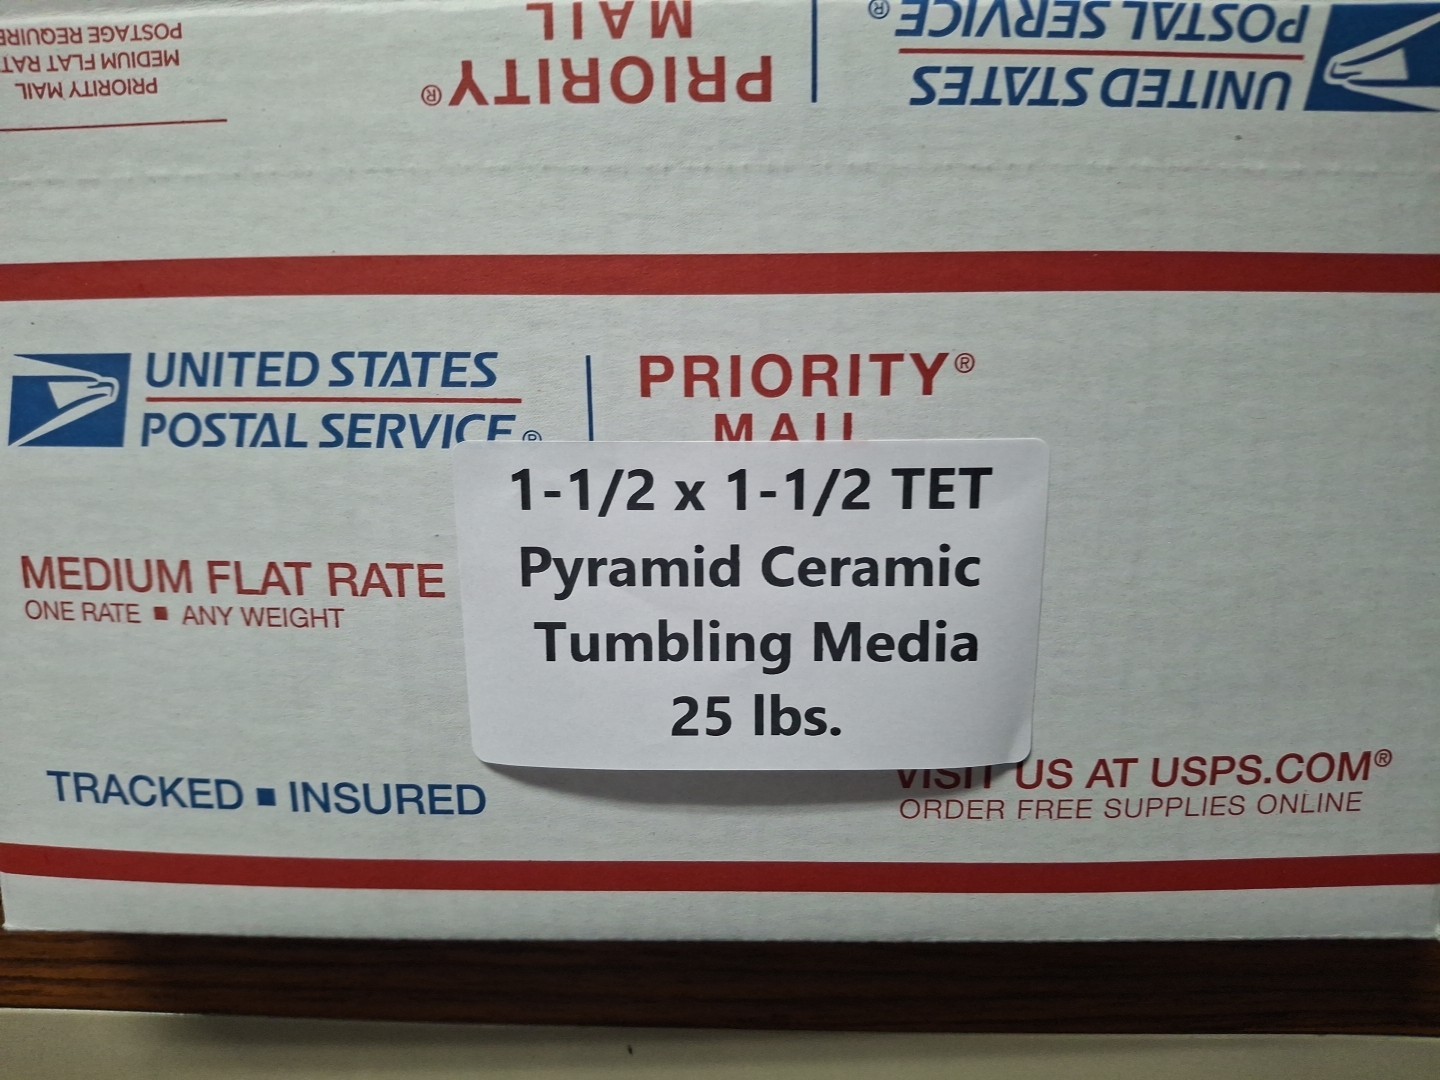 POSTAGE REQUIRED
MEDIUM FLAT RATE
PRIORITY MAIL
PRIORITY®
MAIL
UNITED STATES
POSTAL SERVICE®
UNITED STATES
POSTAL SERVICE®
PRIORITY®
MAIL
1-1/2 x 1-1/2 TET
Pyramid Ceramic
Tumbling Media
25 lbs.
MEDIUM FLAT RATE
ONE RATE ■ ANY WEIGHT
TRACKED ■ INSURED
VISIT US AT USPS.COM®
ORDER FREE SUPPLIES ONLINE